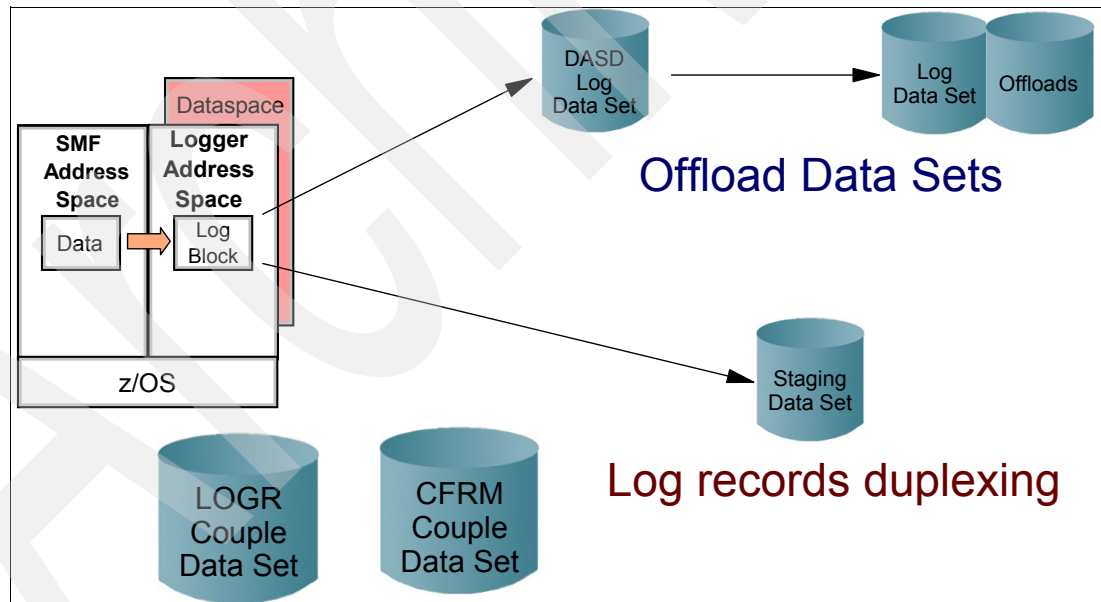 Dataspace
SMF
Address
Space
Logger
Address
Space
Data
Log
Block
z/OS
DASD
Log
Data Set
Log
Data Set
Offloads
Offload Data Sets
Staging
Data Set
Log records duplexing
LOGR
Couple
Data Set
CFRM
Couple
Data Set